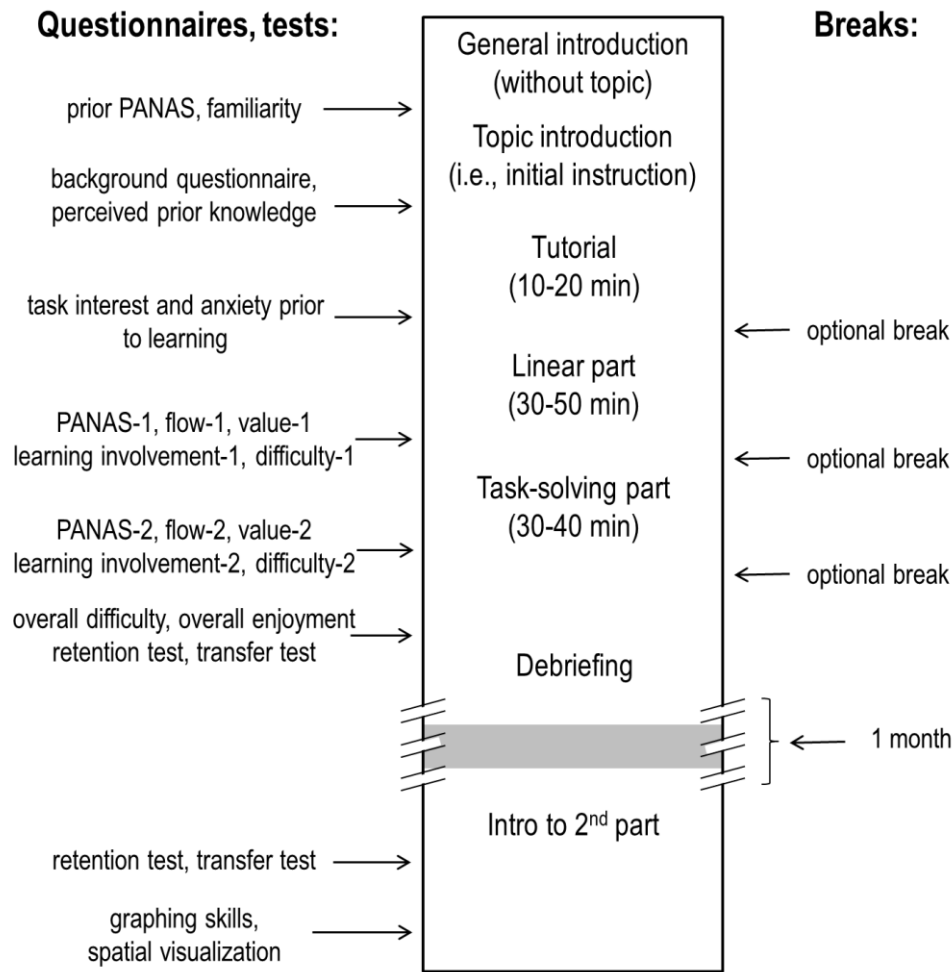 Questionnaires, tests:
Breaks:
General introduction
(without topic)
prior PANAS, familiarity
Topic introduction
(i.e., initial instruction)
background questionnaire,
perceived prior knowledge
Tutorial
(10-20 min)
task interest and anxiety prior
to learning
optional break
Linear part
(30-50 min)
PANAS-1, flow-1, value-1
learning involvement-1, difficulty-1
optional break
Task-solving part
(30-40 min)
PANAS-2, flow-2, value-2
learning involvement-2, difficulty-2
optional break
overall difficulty, overall enjoyment
retention test, transfer test
Debriefing
1 month
Intro to 2nd part
retention test, transfer test
graphing skills,
spatial visualization